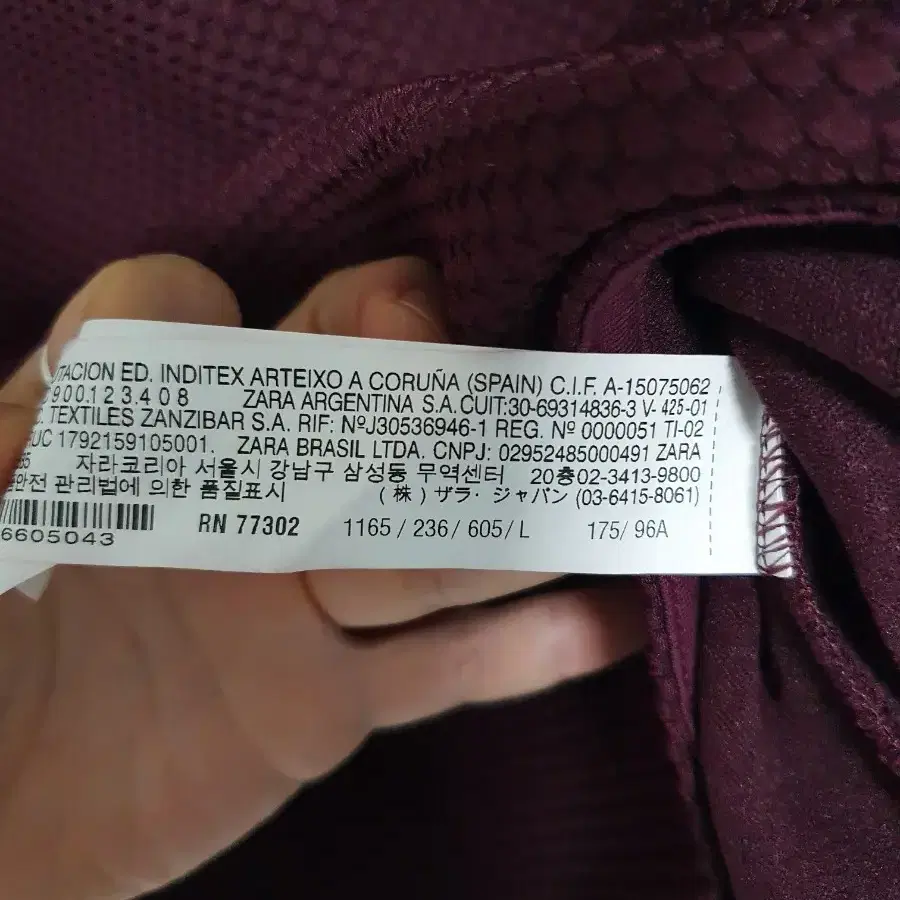 TACION ED. INDITEX ARTEIXO A CORUÑA (SPAIN) C.I.F. A-15075062
900.123.408 ZARA ARGENTINA S.A. CUIT:30-69314836-3 V- 425-01
C. TEXTILES ZANZIBAR S.A. RIF: NºJ30536946-1 REG. Nº 0000051 TI-02
FUC 1792159105001. ZARA BRASIL LTDA. CNPJ: 02952485000491 ZARA
자라코리아 서울시 강남구 삼성동 무역센터 20층02-3413-9800
안전 관리법에 의한 품질표시 (株) ザラ・ジャパン (03-6415-8061)
6605043 RN 77302 1165 / 236 / 605 / L 175/ 96A